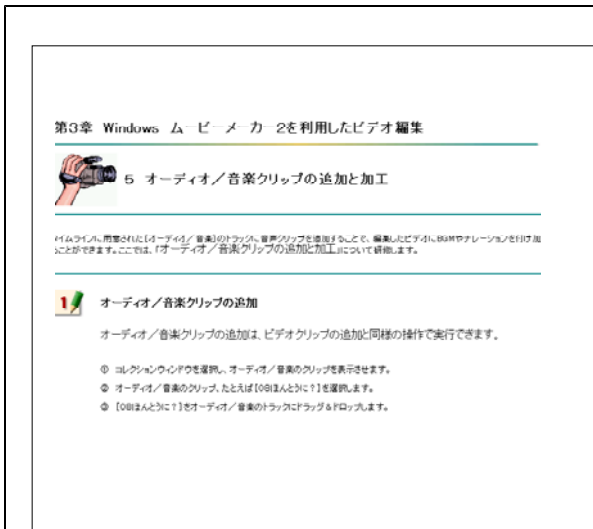 第3章 Windows ムービーメーカー2を利用したビデオ編集
5 オーディオ/音楽クリップの追加と加工
イムラインに用意された[オーディオ/音楽]のトラックに音声クリップを追加することで、編集したビデオにBGMやナレーションを付け加
ことができます。ここでは、「オーディオ/音楽クリップの追加と加工」について研修します。
1 オーディオ/音楽クリップの追加
オーディオ/音楽クリップの追加は、ビデオクリップの追加と同様の操作で実行できます。
① コレクションウィンドウを選択し、オーディオ/音楽のクリップを表示させます。
② オーディオ/音楽のクリップ、たとえば[08ほんとうに?]を選択します。
③ [08ほんとうに?]をオーディオ/音楽のトラックにドラッグ&ドロップします。